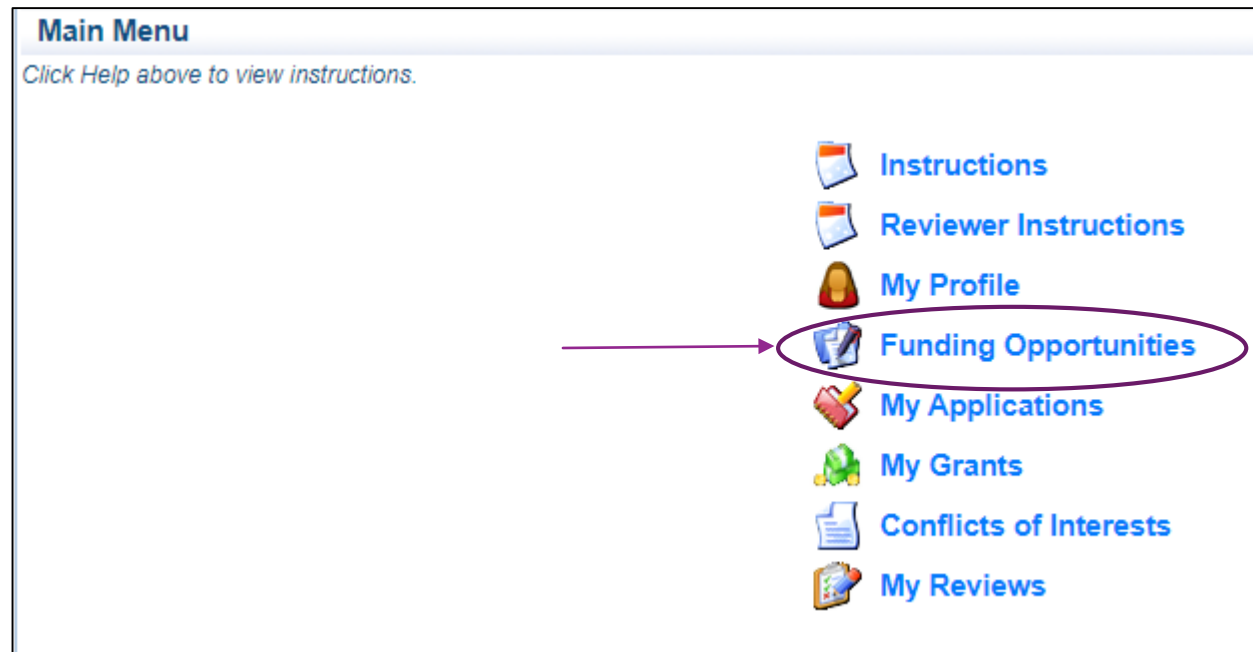 Main Menu
Click Help above to view instructions.
Instructions
Reviewer Instructions
My Profile
Funding Opportunities
My Applications
My Grants
Conflicts of Interests
My Reviews